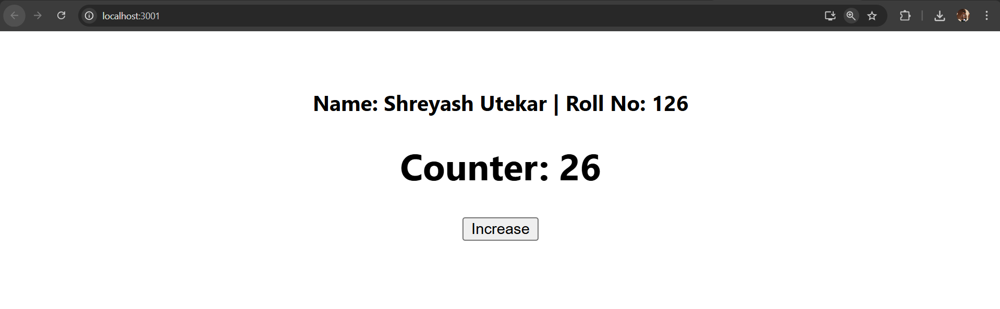 localhost:3001
Name: Shreyash Utekar | Roll No: 126
Counter: 26
Increase